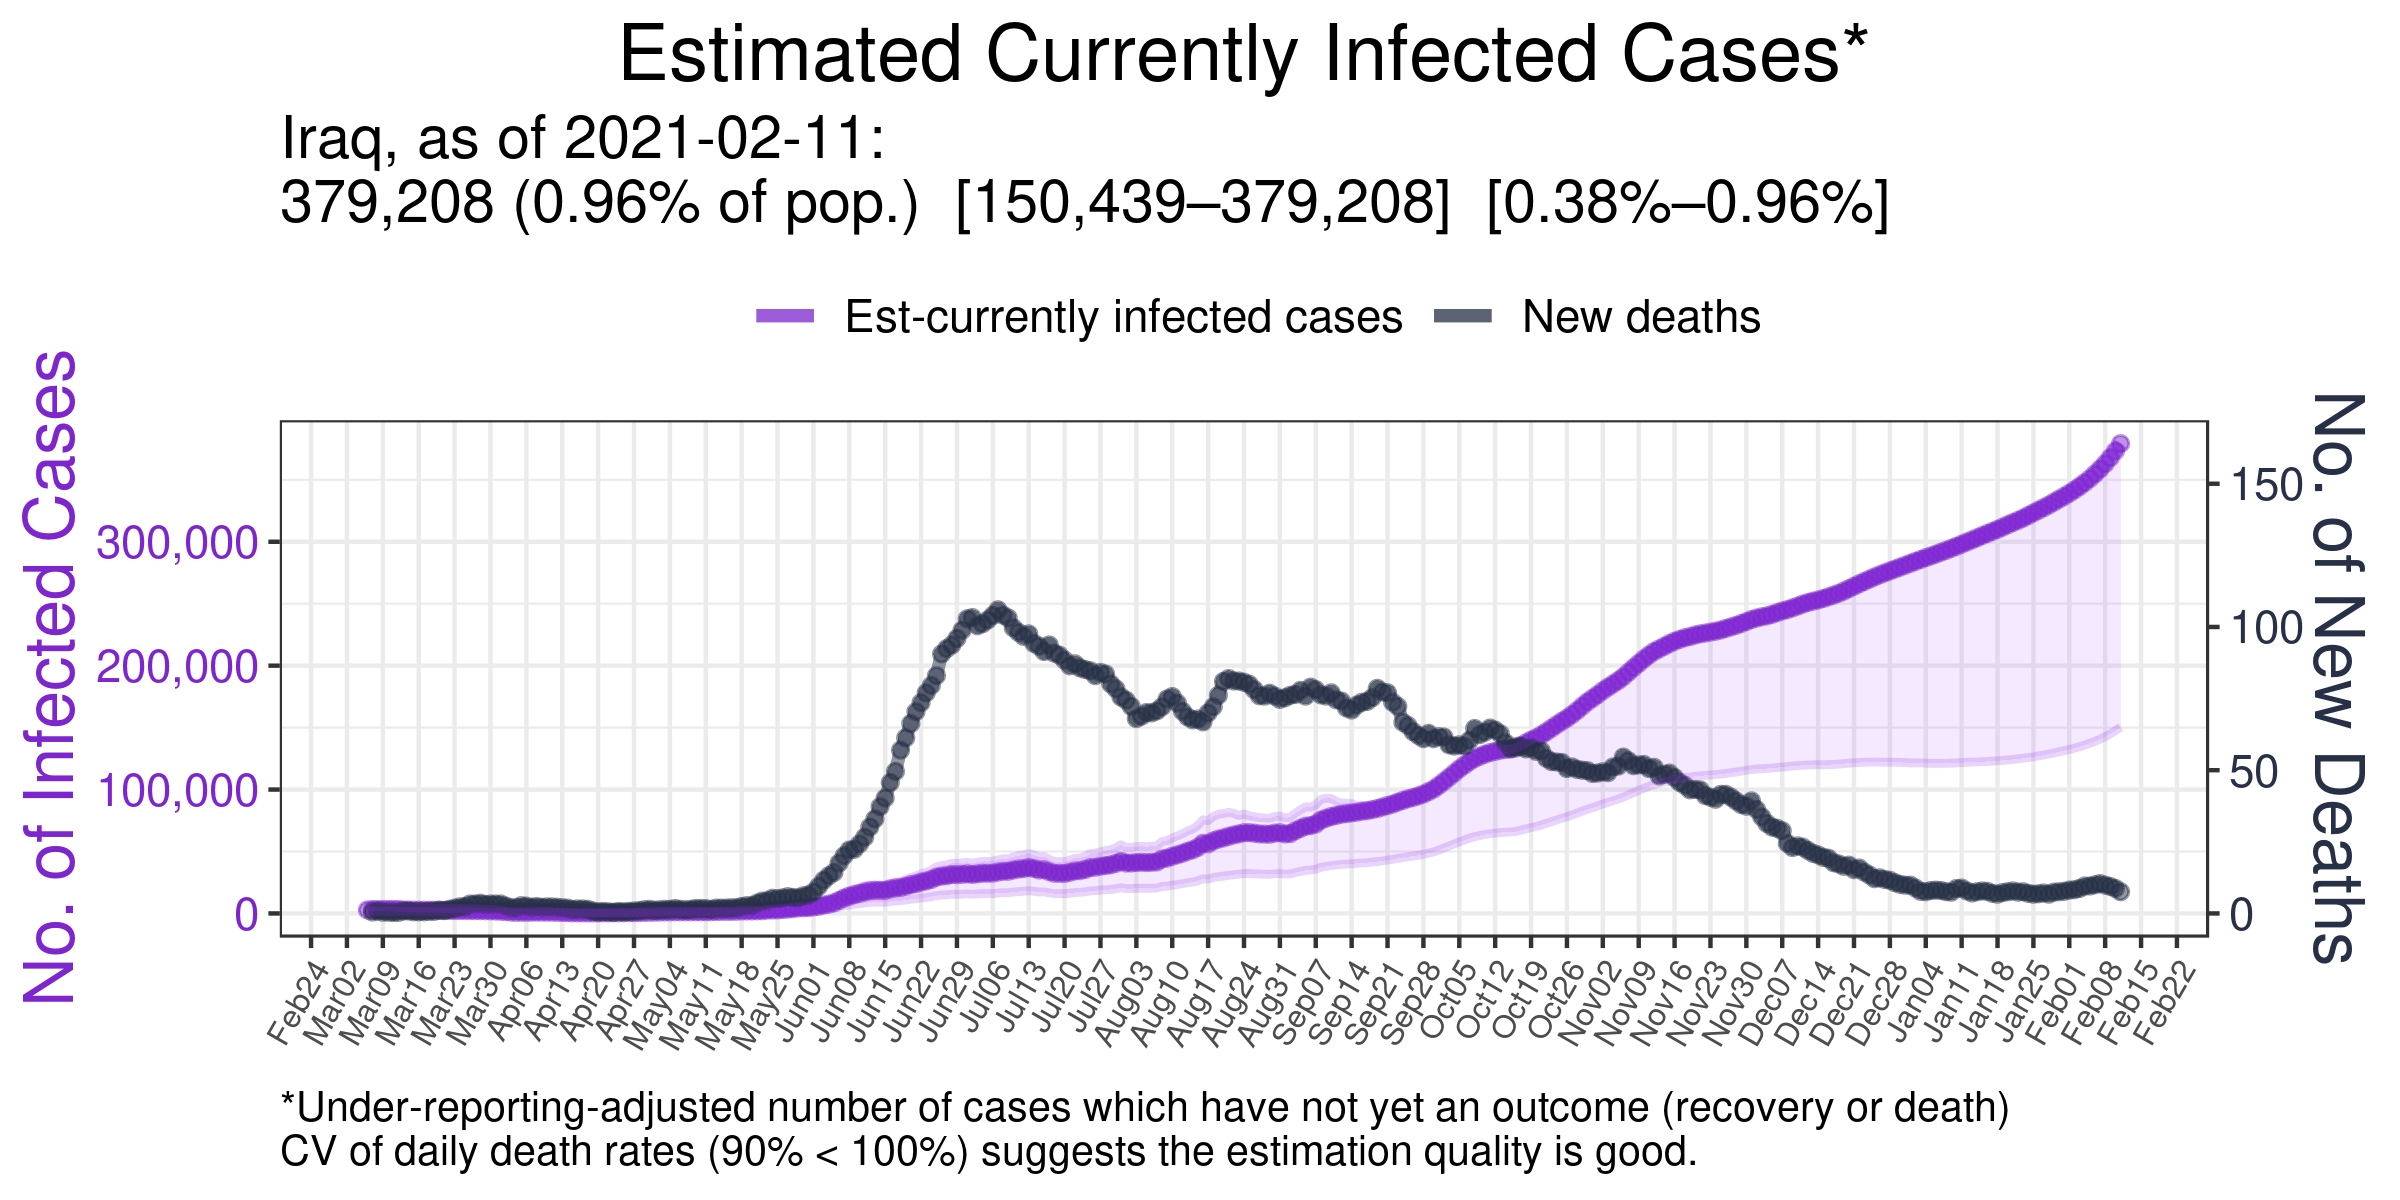 Estimated Currently Infected Cases*
Iraq, as of 2021-02-11:
379,208 (0.96% of pop.) [150,439–379,208] [0.38%–0.96%]
Est-currently infected cases New deaths
No. of Infected Cases
300,000
200,000
100,000
0
150
100
50
0
No. of New Deaths
Feb24 Mar02 Mar09 Mar16 Mar23 Mar30 Apr06 Apr13 Apr20 Apr27 May04 May11 May18 May25 Jun01 Jun08 Jun15 Jun22 Jun29 Jul06 Jul13 Jul20 Jul27 Aug03 Aug10 Aug17 Aug24 Aug31 Sep07 Sep14 Sep21 Sep28 Oct05 Oct12 Oct19 Oct26 Nov02 Nov09 Nov16 Nov23 Nov30 Dec07 Dec14 Dec21 Dec28 Jan04 Jan11 Jan18 Jan25 Feb01 Feb08 Feb15 Feb22
*Under-reporting-adjusted number of cases which have not yet an outcome (recovery or death)
CV of daily death rates (90% < 100%) suggests the estimation quality is good.